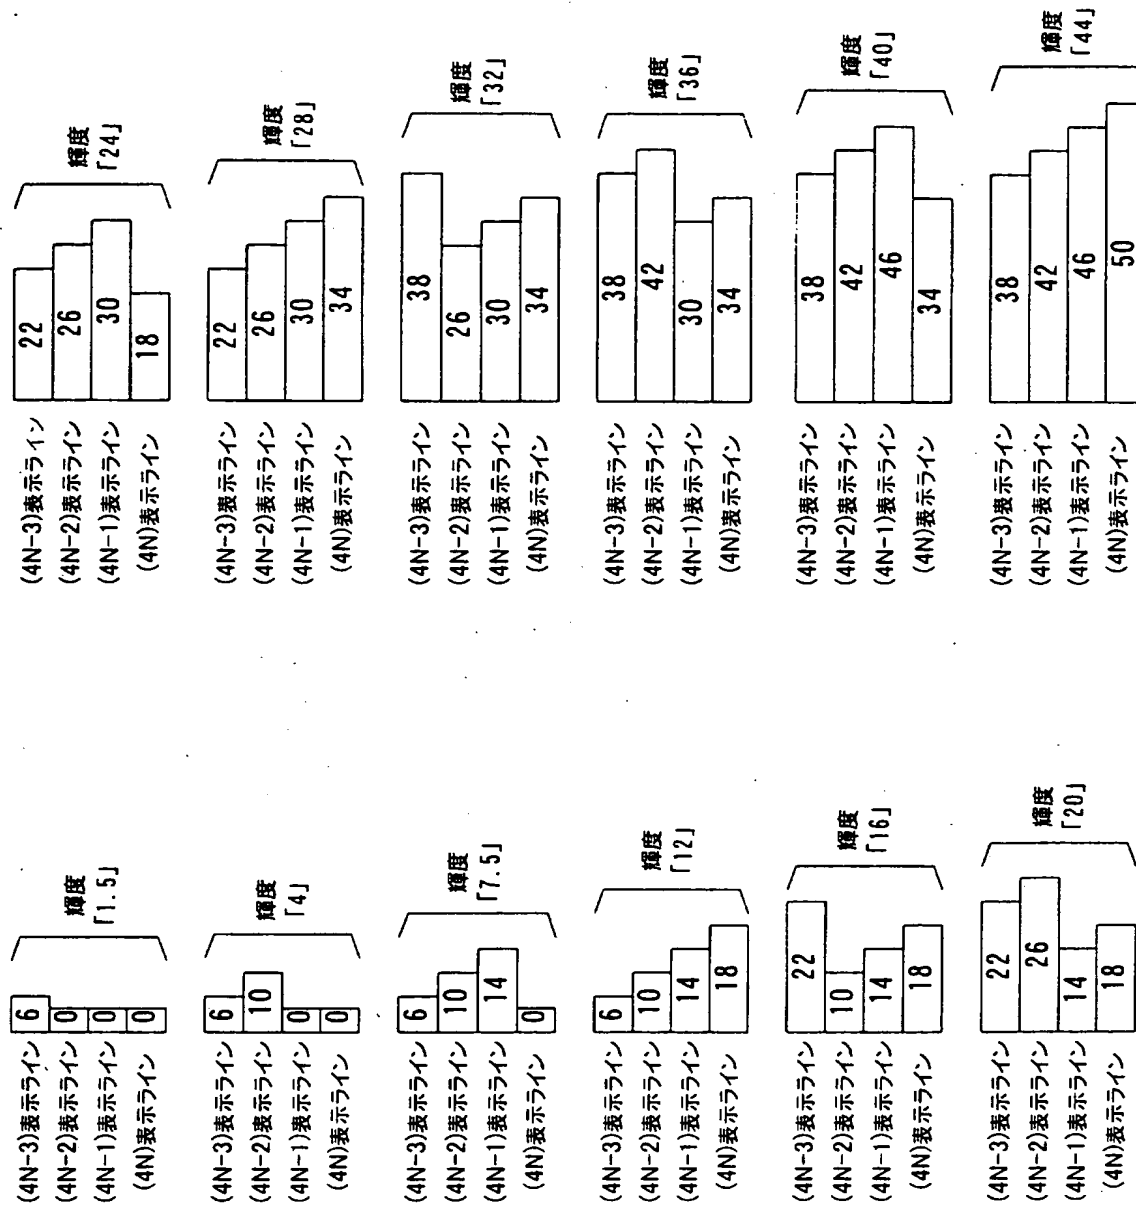 (4N-3)表示ライン 6
(4N-2)表示ライン 0
(4N-1)表示ライン 0
(4N)表示ライン 0
輝度
「1.5」
(4N-3)表示ライン 6
(4N-2)表示ライン 10
(4N-1)表示ライン 0
(4N)表示ライン 0
輝度
「4」
(4N-3)表示ライン 6
(4N-2)表示ライン 10
(4N-1)表示ライン 14
(4N)表示ライン 0
輝度
「7.5」
(4N-3)表示ライン 6
(4N-2)表示ライン 10
(4N-1)表示ライン 14
(4N)表示ライン 18
輝度
「12」
(4N-3)表示ライン 22
(4N-2)表示ライン 10
(4N-1)表示ライン 14
(4N)表示ライン 18
輝度
「16」
(4N-3)表示ライン 22
(4N-2)表示ライン 26
(4N-1)表示ライン 14
(4N)表示ライン 18
輝度
「20」
(4N-3)表示ライン 22
(4N-2)表示ライン 26
(4N-1)表示ライン 30
(4N)表示ライン 18
輝度
「24」
(4N-3)表示ライン 22
(4N-2)表示ライン 26
(4N-1)表示ライン 30
(4N)表示ライン 34
輝度
「28」
(4N-3)表示ライン 38
(4N-2)表示ライン 26
(4N-1)表示ライン 30
(4N)表示ライン 34
輝度
「32」
(4N-3)表示ライン 38
(4N-2)表示ライン 42
(4N-1)表示ライン 30
(4N)表示ライン 34
輝度
「36」
(4N-3)表示ライン 38
(4N-2)表示ライン 42
(4N-1)表示ライン 46
(4N)表示ライン 34
輝度
「40」
(4N-3)表示ライン 38
(4N-2)表示ライン 42
(4N-1)表示ライン 46
(4N)表示ライン 50
輝度
「44」